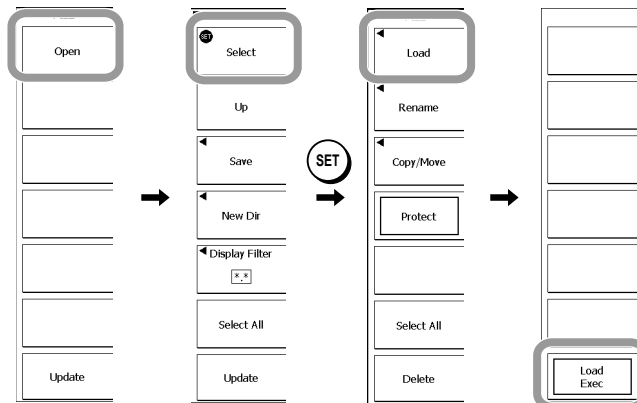 Open
Update
SET
Select
Up
Save
New Dir
Display Filter
*.*
Select All
Update
SET
Load
Rename
Copy/Move
Protect
Select All
Delete
Load
Exec